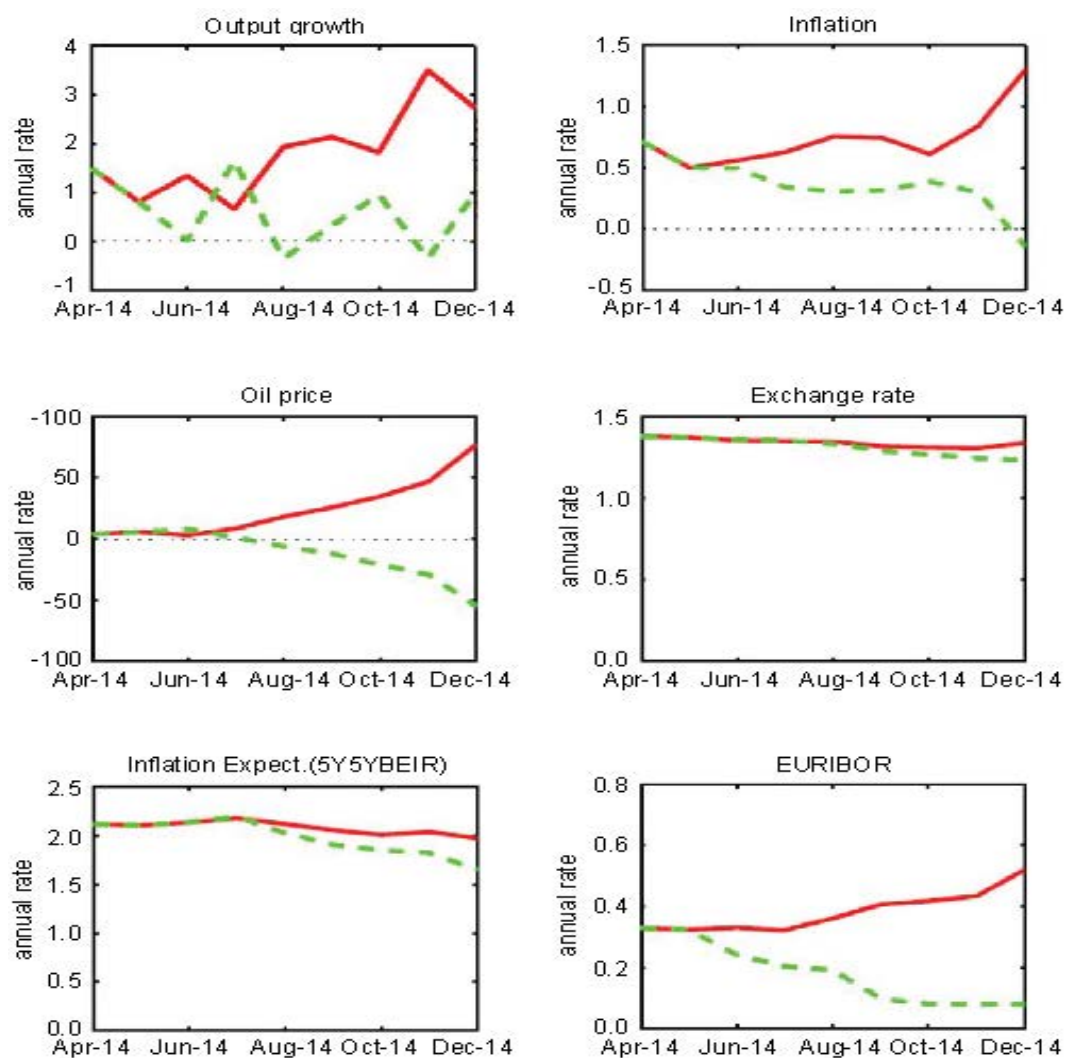 Output growth
annual rate
4
3
2
1
0
-1
Apr-14 Jun-14 Aug-14 Oct-14 Dec-14
Inflation
annual rate
1.5
1.0
0.5
0.0
-0.5
Apr-14 Jun-14 Aug-14 Oct-14 Dec-14
Oil price
annual rate
-100
50
0
-50
-100
Apr-14 Jun-14 Aug-14 Oct-14 Dec-14
Exchange rate
annual rate
1.5
1.0
0.5
0.0
Apr-14 Jun-14 Aug-14 Oct-14 Dec-14
Inflation Expect.(5Y5YBEIR)
annual rate
2.5
2.0
1.5
1.0
0.5
0.0
Apr-14 Jun-14 Aug-14 Oct-14 Dec-14
EURIBOR
annual rate
0.8
0.6
0.4
0.2
0.0
Apr-14 Jun-14 Aug-14 Oct-14 Dec-14